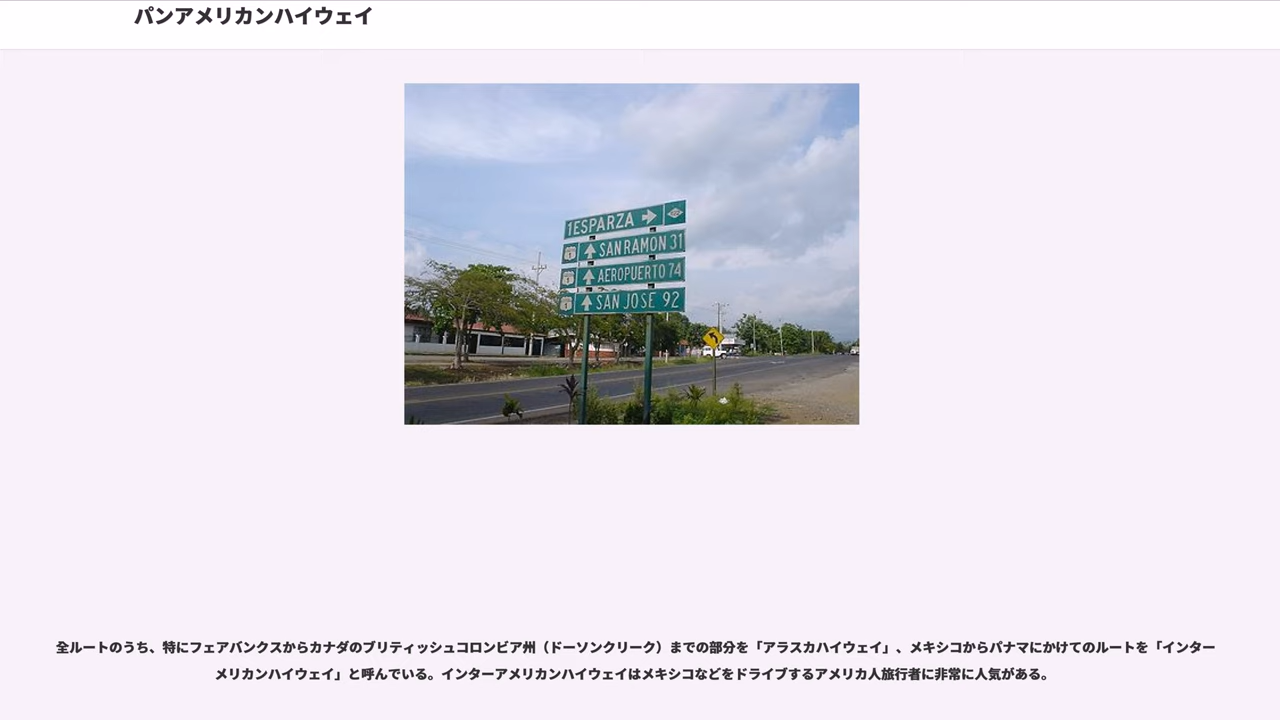 パンアメリカンハイウェイ
1ESPARZA
SAN RAMON 31
AEROPUERTO 74
SAN JOSE 92
全ルートのうち、特にフェアバンクスからカナダのブリティッシュコロンビア州（ドーソンクリーク）までの部分を「アラスカハイウェイ」、メキシコからパナマにかけてのルートを「インター
メリカンハイウェイ」と呼んでいる。インターアメリカンハイウェイはメキシコなどをドライブするアメリカ人旅行者に非常に人気がある。